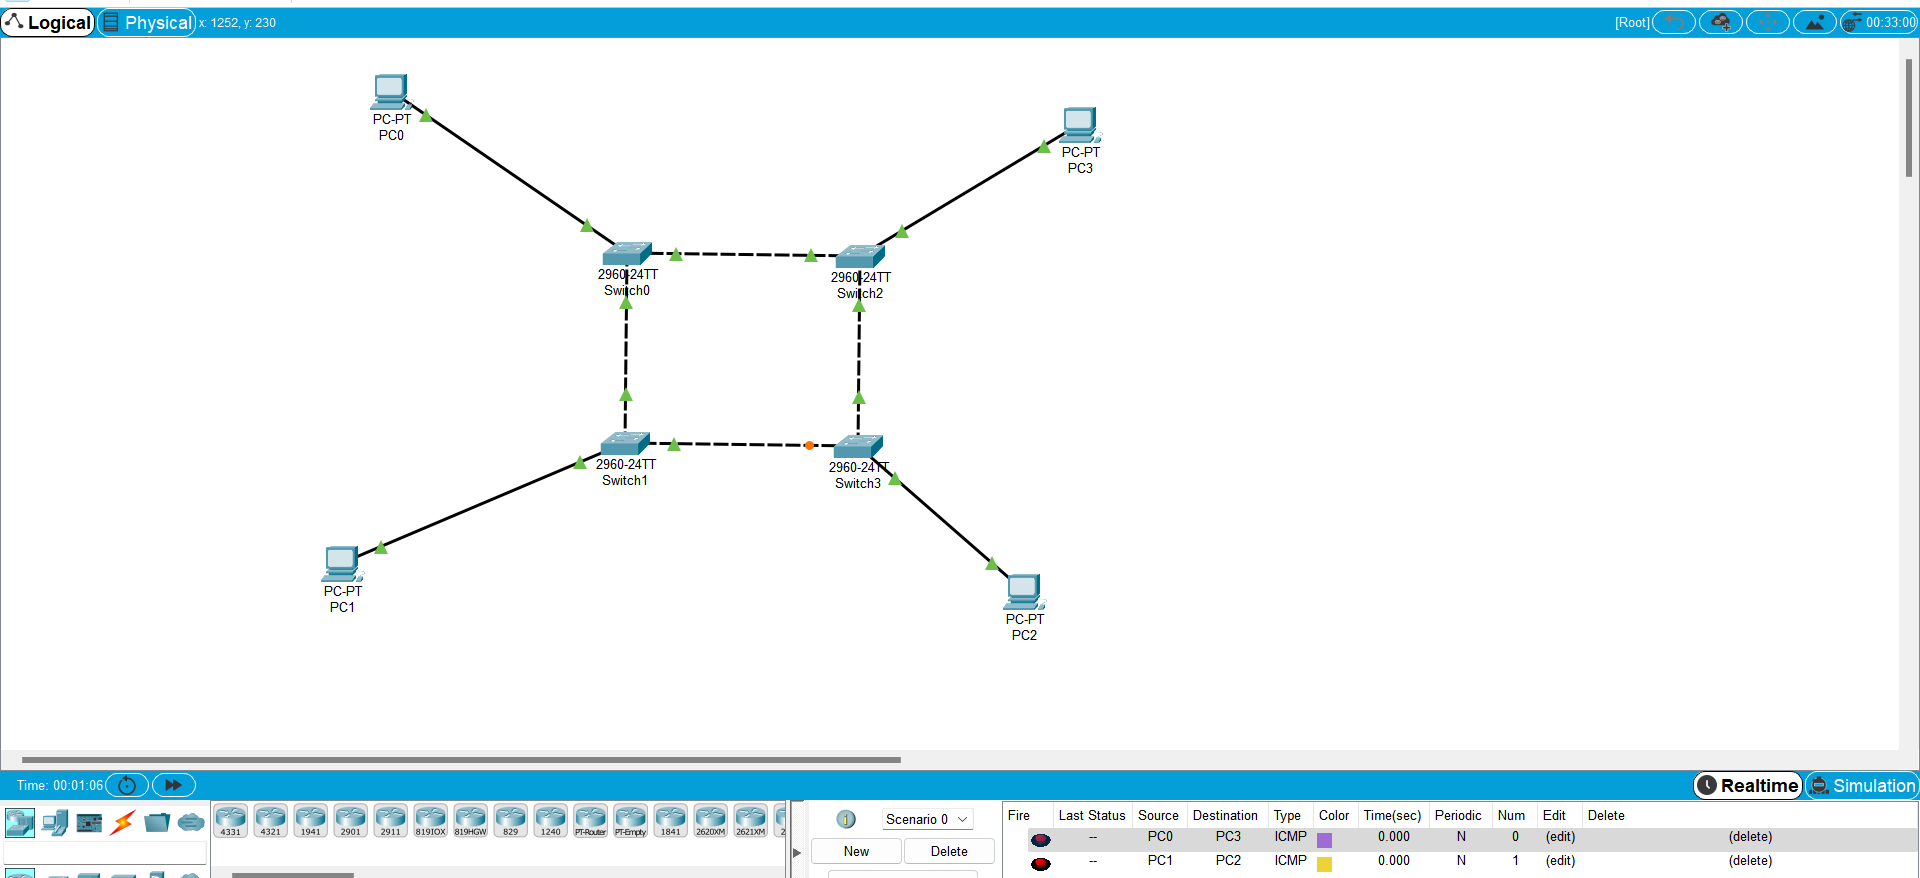 Logical Physical x: 1252, y: 230 [Root] 00:33:00
PC-PT
PC0
PC-PT
PC3
2960-24TT
Switch0
2960-24TT
Switch2
2960-24TT
Switch1
2960-24TT
Switch3
PC-PT
PC1
PC-PT
PC2
Time: 00:01:06 Realtime Simulation
4331 4321 1941 2901 2911 819IOX 819HGW 829 1240 PT-Router PT-Empty 1841 2620XM 2621XM 2
Scenario 0
New Delete
Fire Last Status Source Destination Type Color Time(sec) Periodic Num Edit Delete
-- PC0 PC3 ICMP 0.000 N 0 (edit) (delete)
-- PC1 PC2 ICMP 0.000 N 1 (edit) (delete)